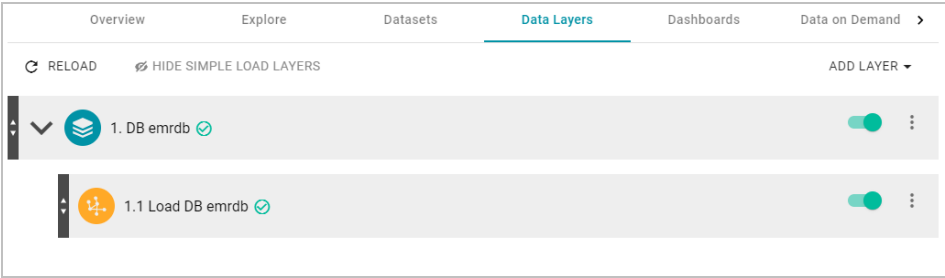 Overview Explore Datasets Data Layers Dashboards Data on Demand
RELOAD HIDE SIMPLE LOAD LAYERS ADD LAYER
1. DB emrdb
1.1 Load DB emrdb